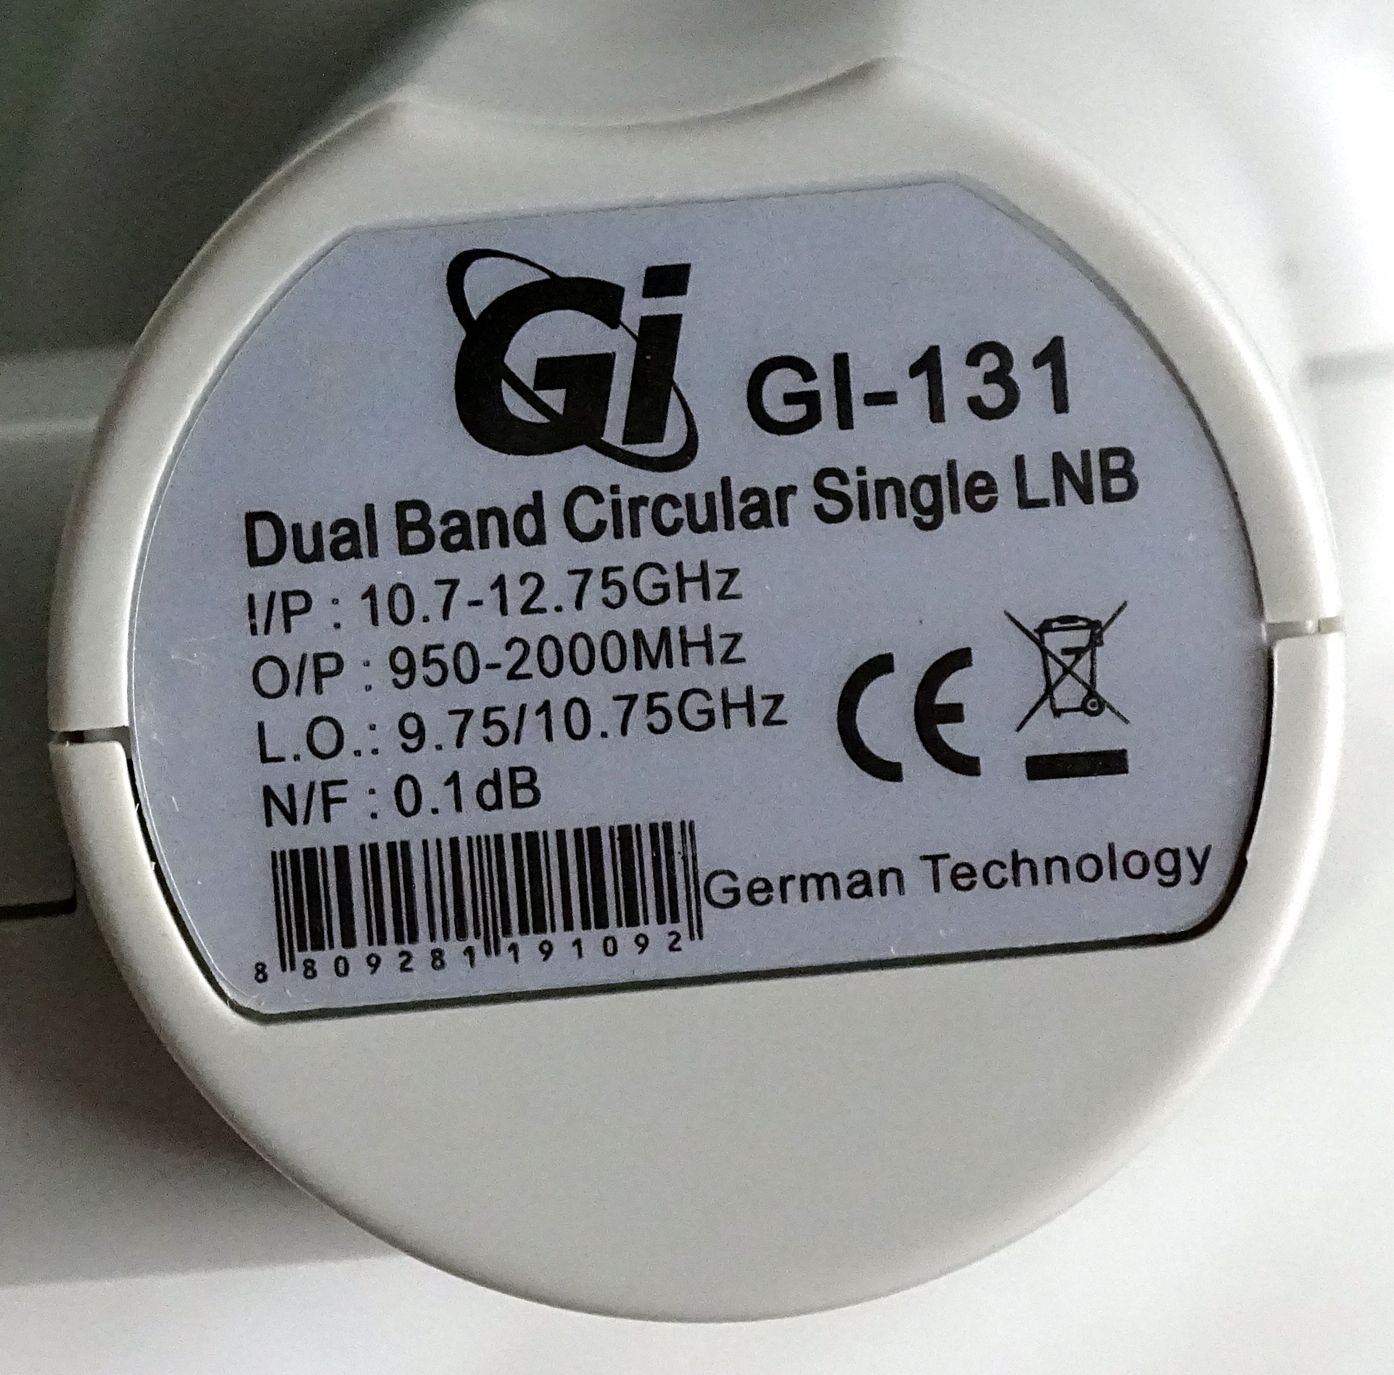 Gi GI-131
Dual Band Circular Single LNB
I/P : 10.7-12.75GHz
O/P : 950-2000MHz
L.O.: 9.75/10.75GHz
N/F : 0.1dB
CE
German Technology
8 809281 191092